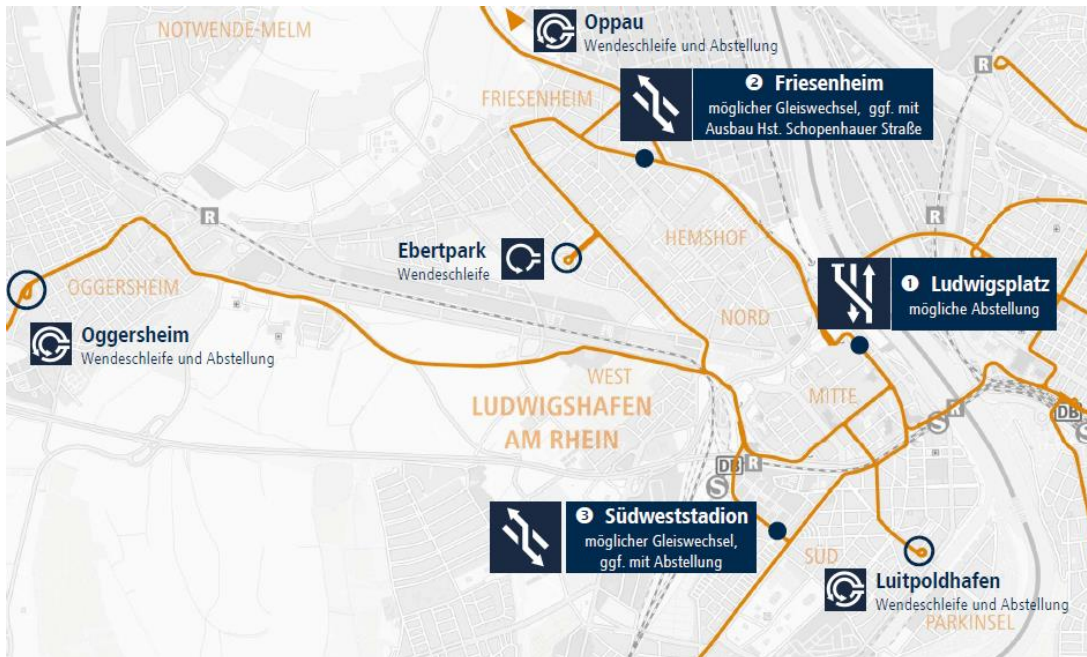 NOTWENDE-MELM
Oppau
Wendeschleife und Abstellung
R
FRIESENHEIM
❷ Friesenheim
möglicher Gleiswechsel, ggf. mit
Ausbau Hst. Schopenhauer Straße
R
R
HEMSHOF
Ebertpark
Wendeschleife
OGGERSHEIM
❶ Ludwigsplatz
mögliche Abstellung
NORD
Oggersheim
Wendeschleife und Abstellung
WEST
MITTE
LUDWIGSHAFEN
AM RHEIN
R
S
DB
S
DB R
S
❸ Südweststadion
möglicher Gleiswechsel,
ggf. mit Abstellung
SÜD
Luitpoldhafen
Wendeschleife und Abstellung
PARKINSEL